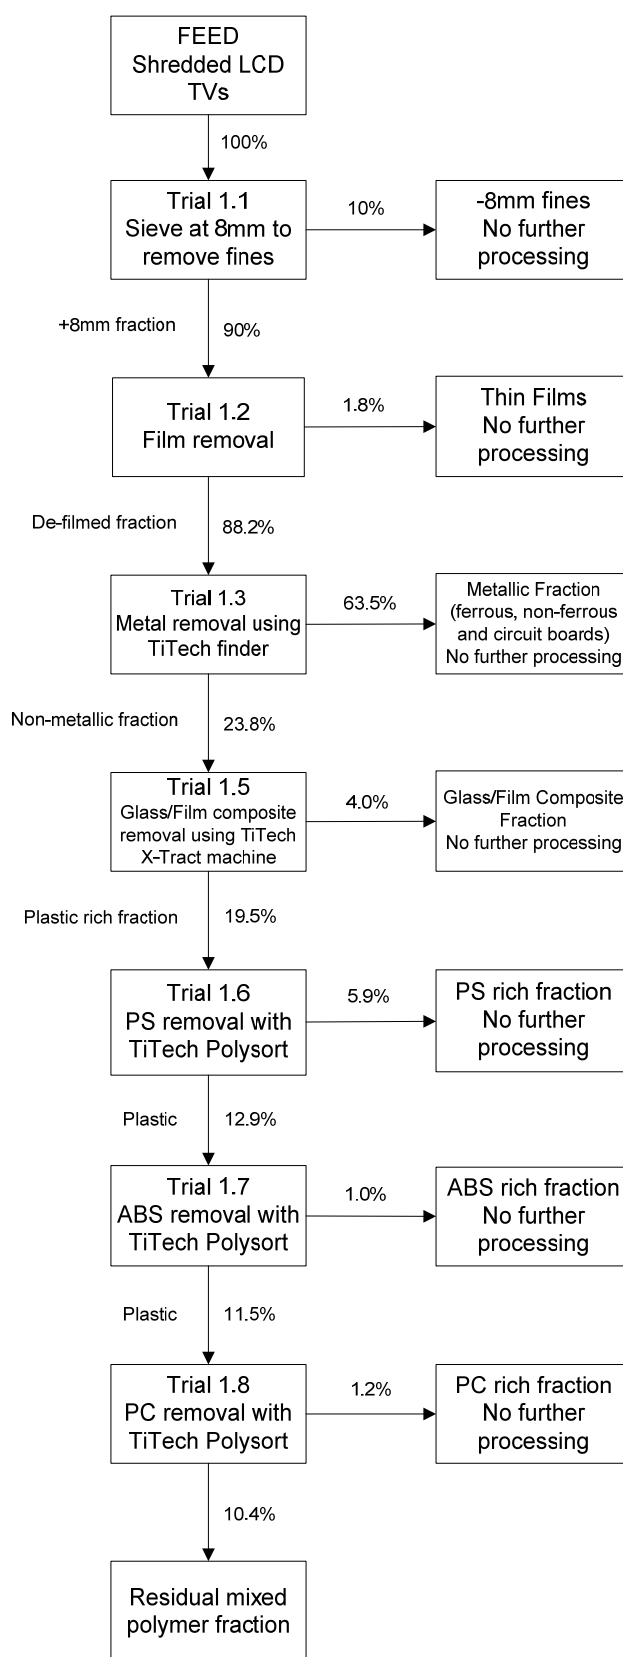 FEED
Shredded LCD
TVs
100%
Trial 1.1
Sieve at 8mm to
remove fines
10%
-8mm fines
No further
processing
+8mm fraction
90%
Trial 1.2
Film removal
1.8%
Thin Films
No further
processing
De-filmed fraction
88.2%
Trial 1.3
Metal removal using
TiTech finder
63.5%
Metallic Fraction
(ferrous, non-ferrous
and circuit boards)
No further processing
Non-metallic fraction
23.8%
Trial 1.5
Glass/Film composite
removal using TiTech
X-Tract machine
4.0%
Glass/Film Composite
Fraction
No further processing
Plastic rich fraction
19.5%
Trial 1.6
PS removal with
TiTech Polysort
5.9%
PS rich fraction
No further
processing
Plastic
12.9%
Trial 1.7
ABS removal with
TiTech Polysort
1.0%
ABS rich fraction
No further
processing
Plastic
11.5%
Trial 1.8
PC removal with
TiTech Polysort
1.2%
PC rich fraction
No further
processing
10.4%
Residual mixed
polymer fraction